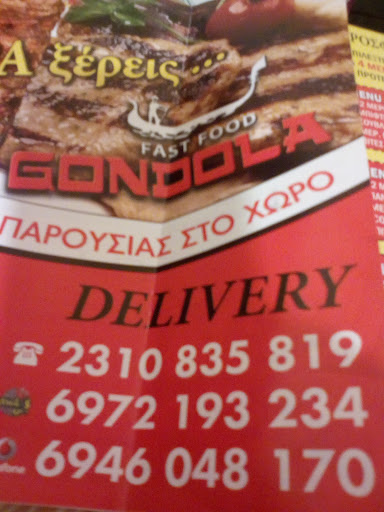 Α ξέρεις ...
FAST FOOD
GONDOLA
ΠΑΡΟΥΣΙΑΣ ΣΤΟ ΧΩΡΟ
DELIVERY
2310 835 819
6972 193 234
6946 048 170